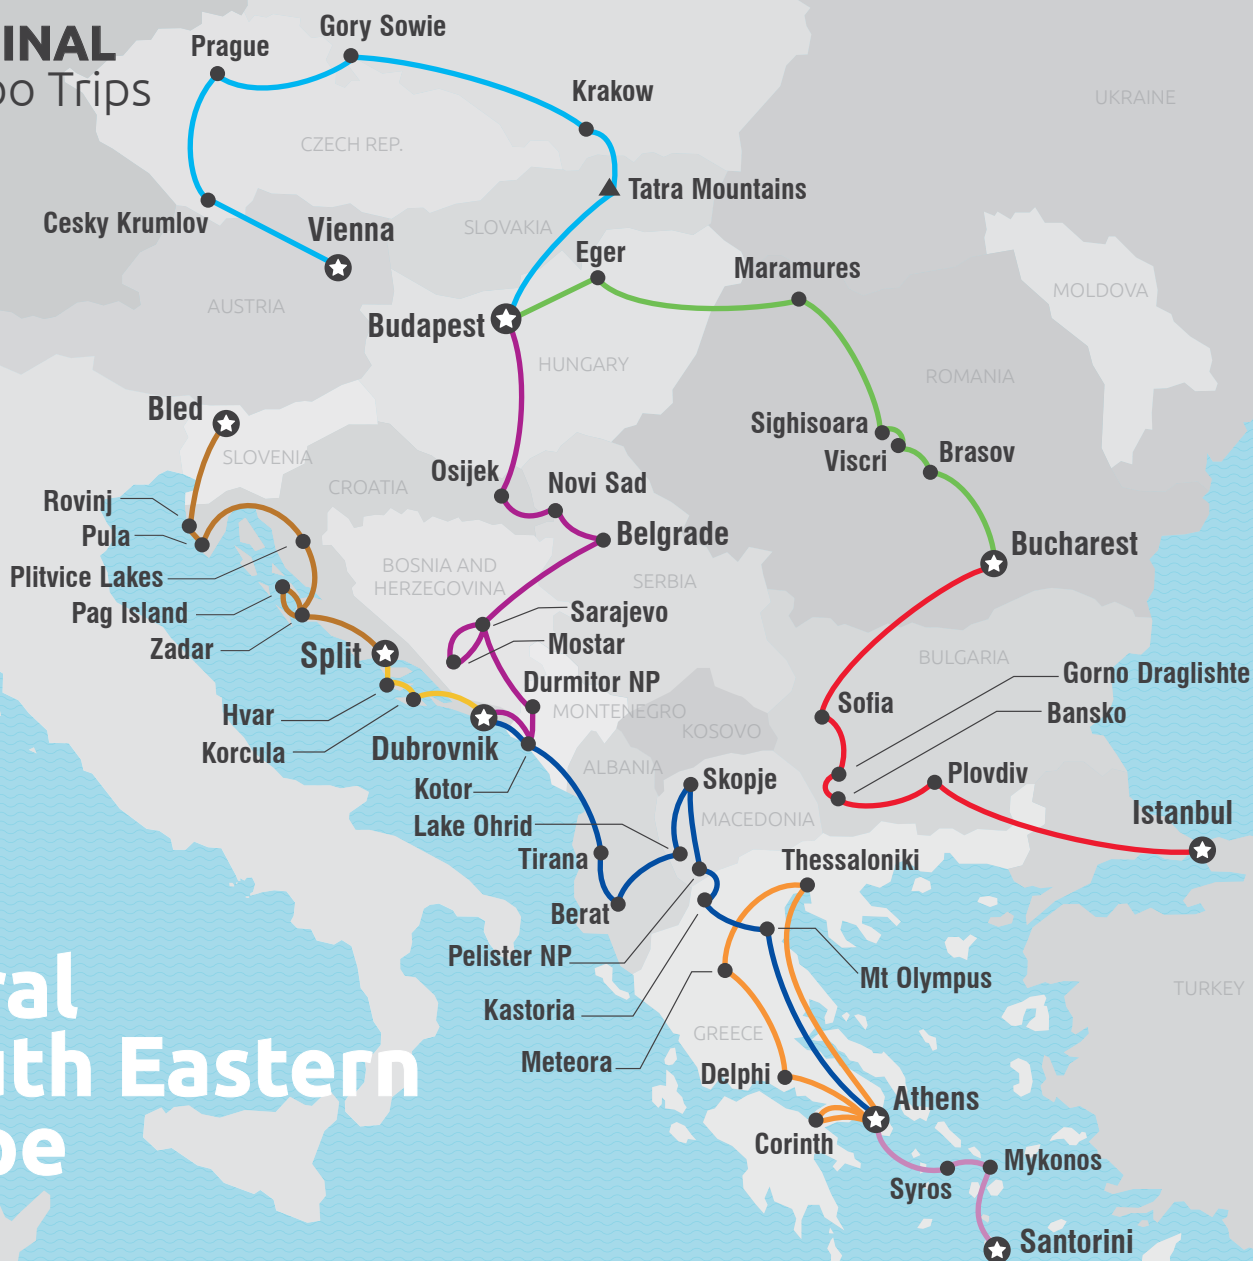 INAL
oo Trips
Gory Sowie
Prague
Krakow
UKRAINE
CZECH REP.
Tatra Mountains
Cesky Krumlov
Vienna
SLOVAKIA
Eger
Maramures
MOLDOVA
AUSTRIA
Budapest
HUNGARY
ROMANIA
Bled
Sighisoara
SLOVENIA
Viscri
Brasov
Osijek
Novi Sad
CROATIA
Rovinj
Pula
Belgrade
Bucharest
Plitvice Lakes
BOSNIA AND
HERZEGOVINA
SERBIA
Pag Island
Sarajevo
Zadar
Mostar
Split
BULGARIA
Gorno Draglishte
Durmitor NP
Hvar
MONTENEGRO
Sofia
Bansko
Korcula
Dubrovnik
KOSOVO
ALBANIA
Skopje
Plovdiv
Kotor
Istanbul
Lake Ohrid
MACEDONIA
Tirana
Thessaloniki
Berat
Pelister NP
Mt Olympus
ral
TURKEY
Kastoria
GREECE
Meteora
uth Eastern
Delphi
Athens
Corinth
pe
Mykonos
Syros
Santorini